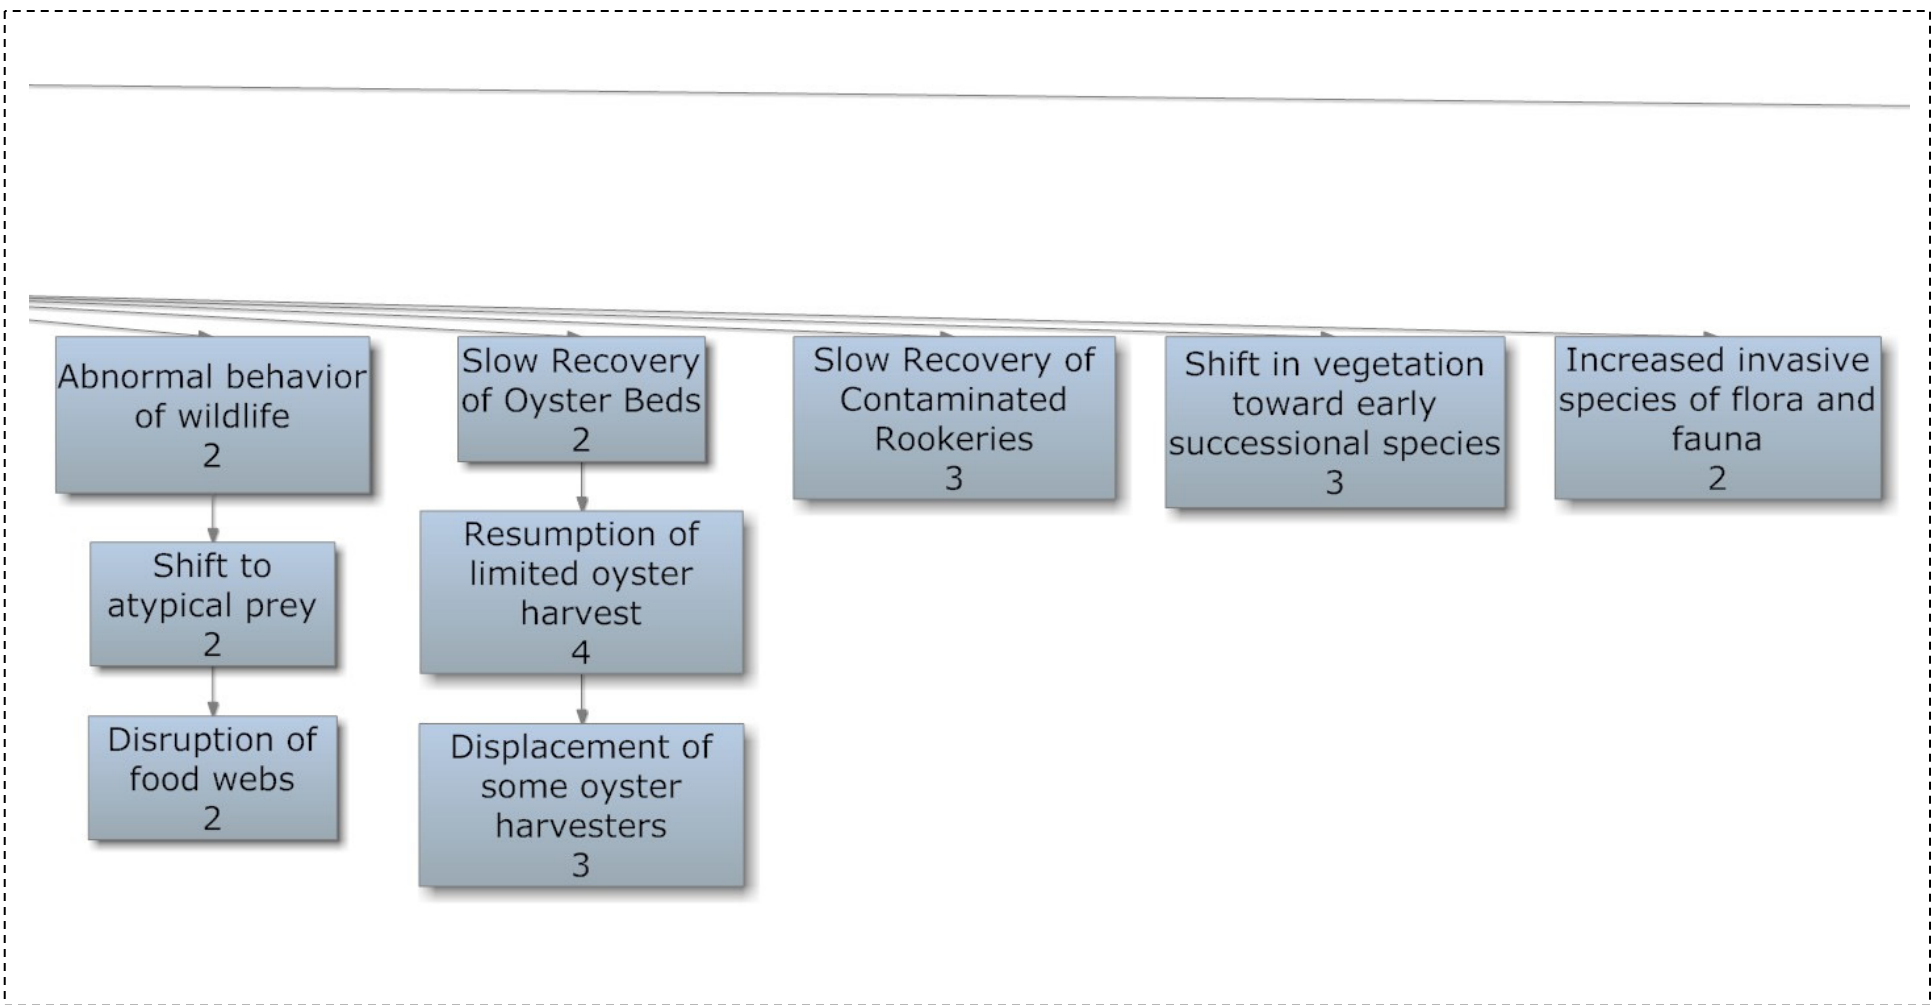 Abnormal behavior
of wildlife
2
Shift to
atypical prey
2
Disruption of
food webs
2
Slow Recovery
of Oyster Beds
2
Resumption of
limited oyster
harvest
4
Displacement of
some oyster
harvesters
3
Slow Recovery of
Contaminated
Rookeries
3
Shift in vegetation
toward early
successional species
3
Increased invasive
species of flora and
fauna
2